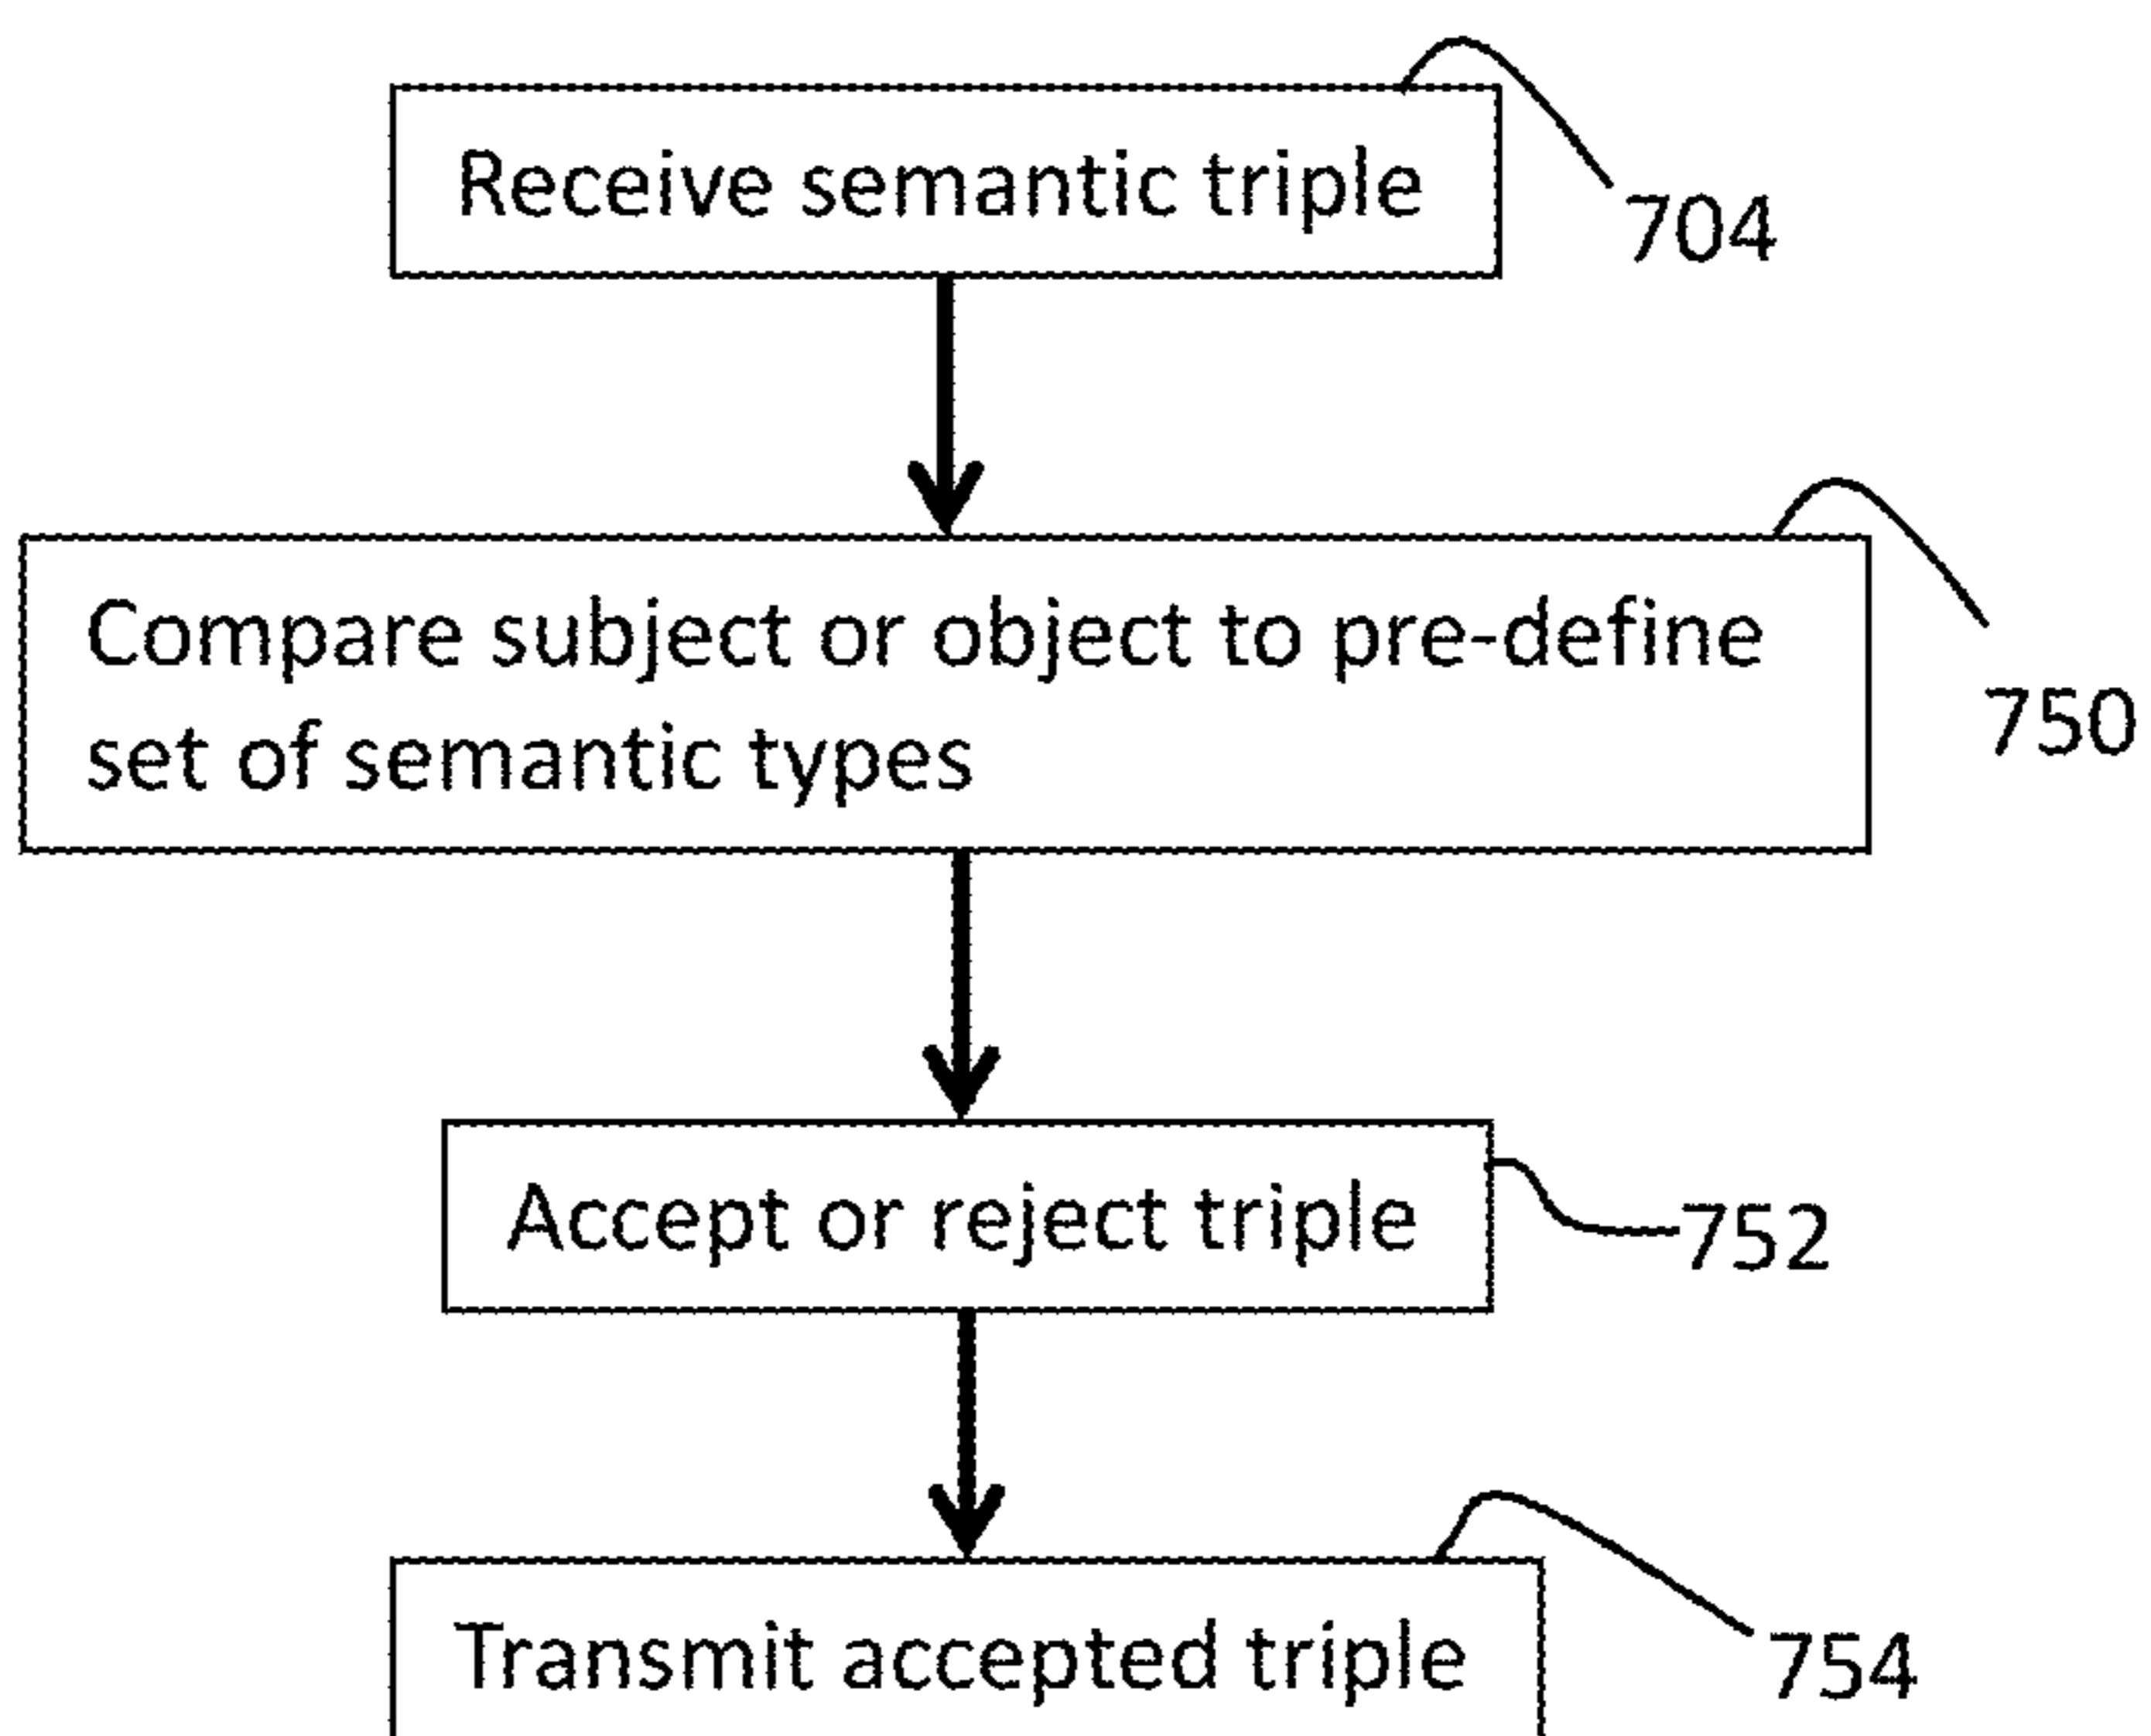 Receive semantic triple
704
Compare subject or object to pre-define
set of semantic types
750
Accept or reject triple
752
Transmit accepted triple
754